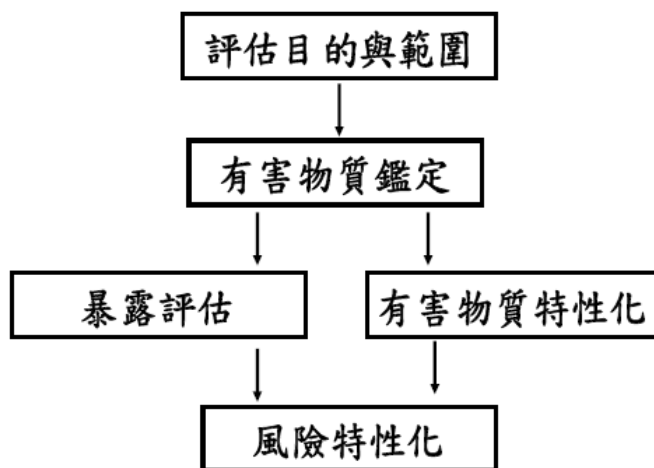 評估目的與範圍
有害物質鑑定
暴露評估
有害物質特性化
風險特性化